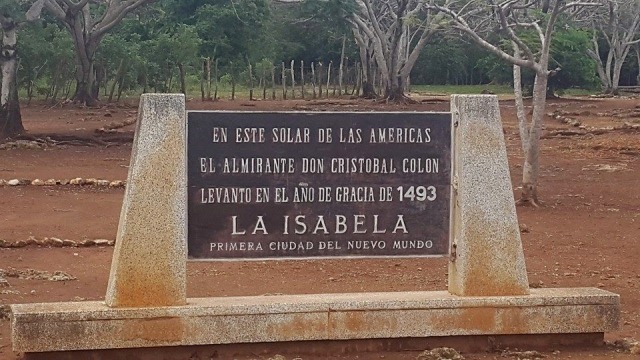 EN ESTE SOLAR DE LAS AMERICAS
EL ALMIRANTE DON CRISTOBAL COLON
LEVANTO EN EL AÑO DE GRACIA DE 1493
LA ISABELA
PRIMERA CIUDAD DEL NUEVO MUNDO